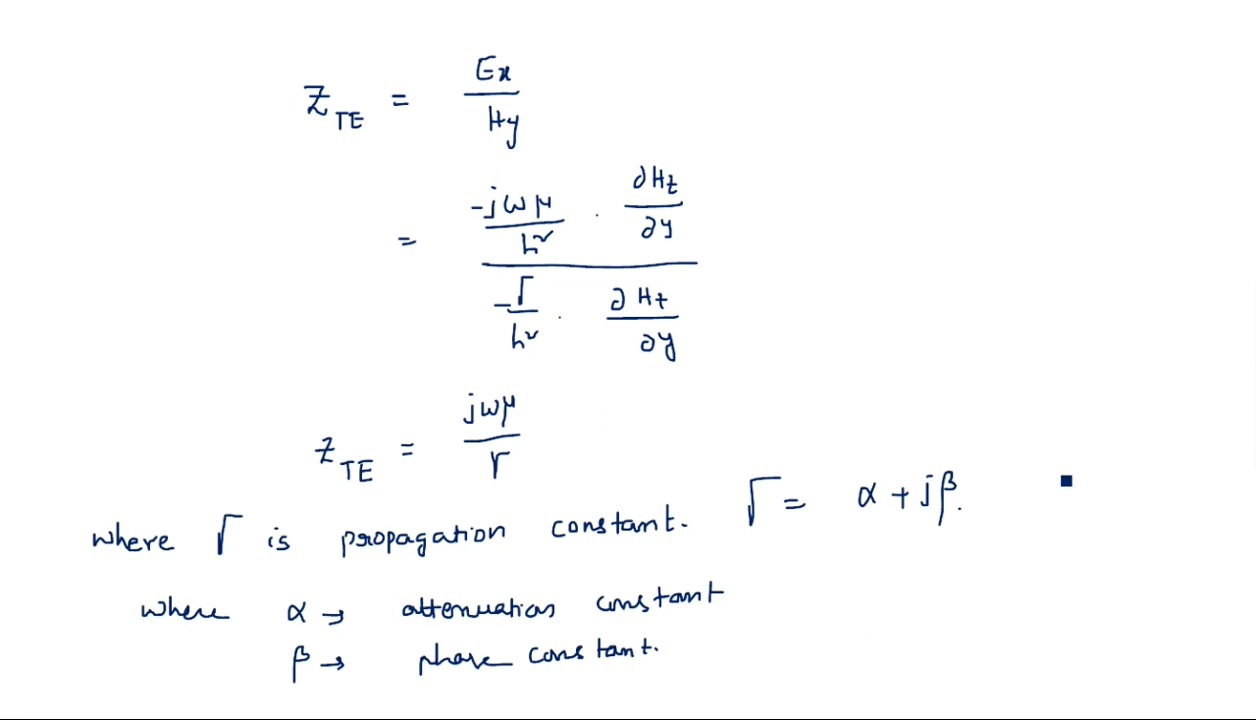 Z_TE = Ex / Hy
= (-jωμ / h² · ∂Hz / ∂y) / (-Γ / h² · ∂Hz / ∂y)
Z_TE = jωμ / Γ
where Γ is propagation constant. Γ = α + jβ.
where α → attenuation constant
β → phase constant.